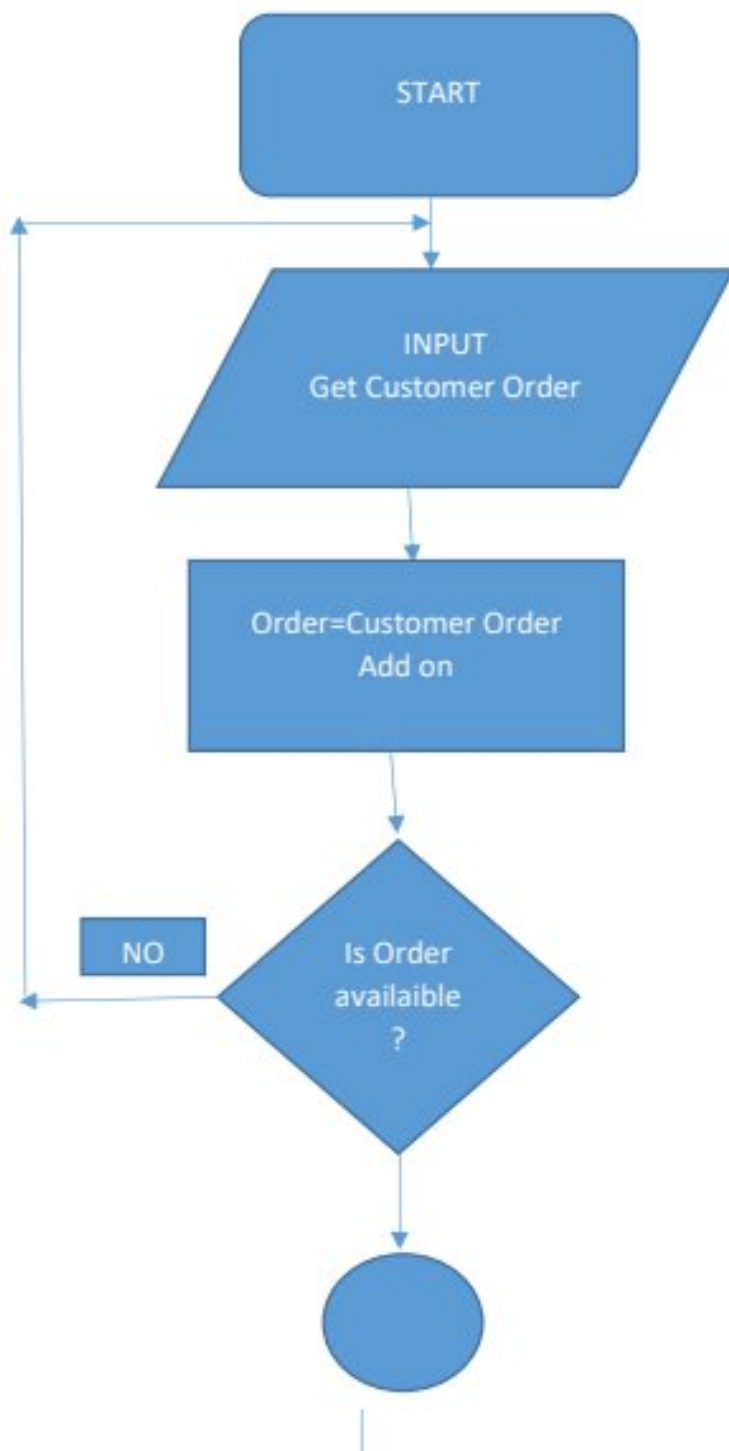 START
INPUT
Get Customer Order
Order=Customer Order
Add on
NO
Is Order
availaible
?